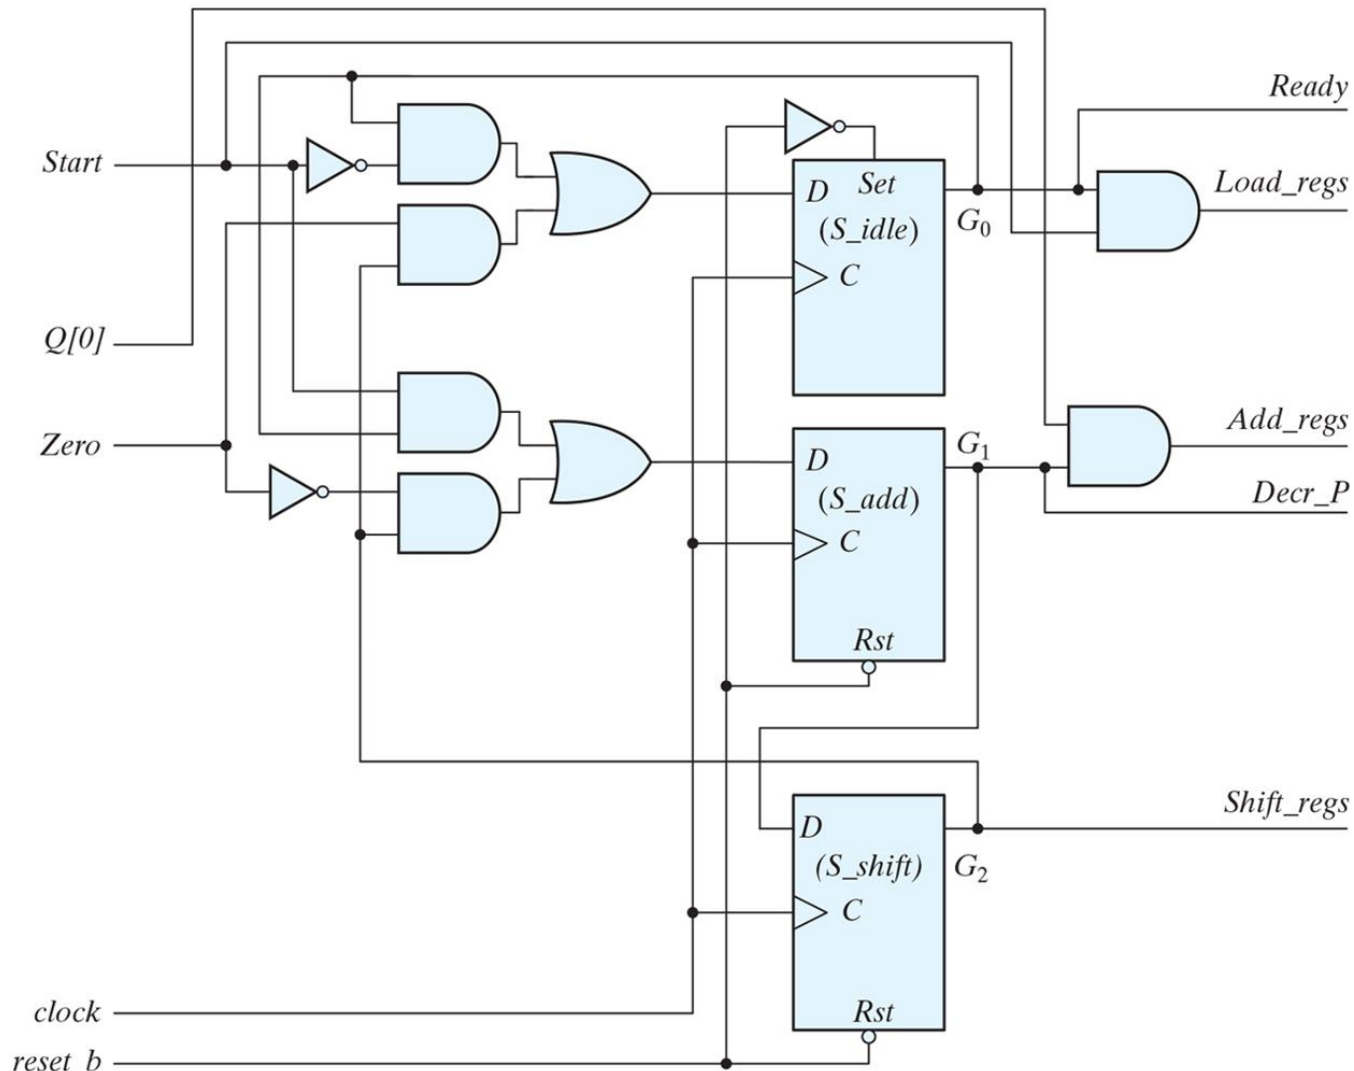 Ready
Start
D Set
Load_regs
(S_idle)
G0
C
Q[0]
Zero
G1
Add_regs
D
Decr_P
(S_add)
C
Rst
Shift_regs
D
(S_shift)
G2
C
clock
Rst
reset_b